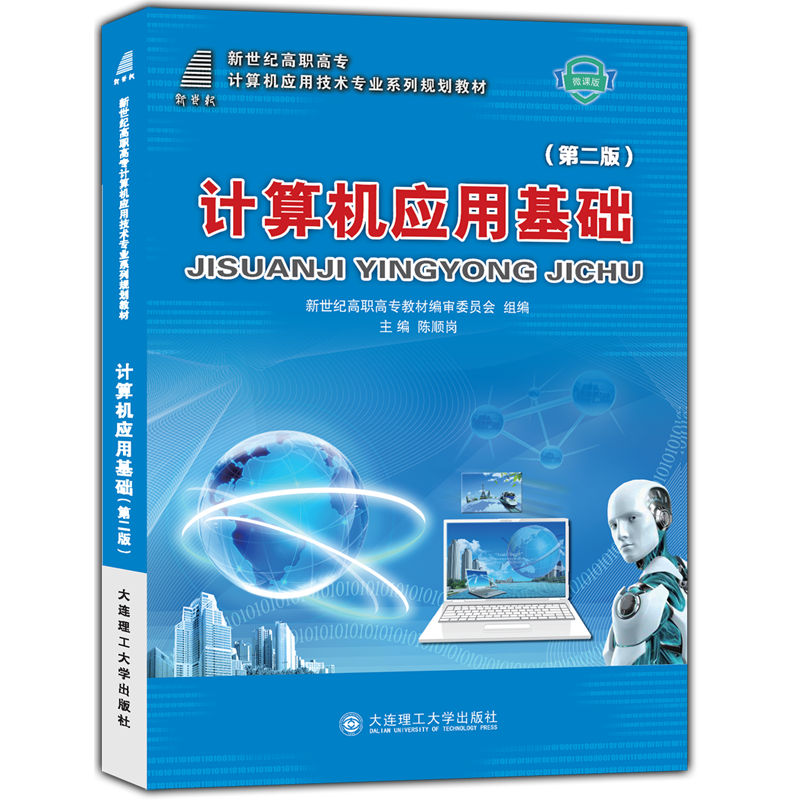 新世纪高职高专
计算机应用技术专业系列规划教材
新世纪
微课版
（第二版）
计算机应用基础
JISUANJI YINGYONG JICHU
新世纪高职高专教材编审委员会 组编
主编 陈顺岗
大连理工大学出版社
DALIAN UNIVERSITY OF TECHNOLOGY PRESS
新世纪
新世纪高职高专计算机应用技术专业系列规划教材
计算机应用基础（第二版）
大连理工大学出版社